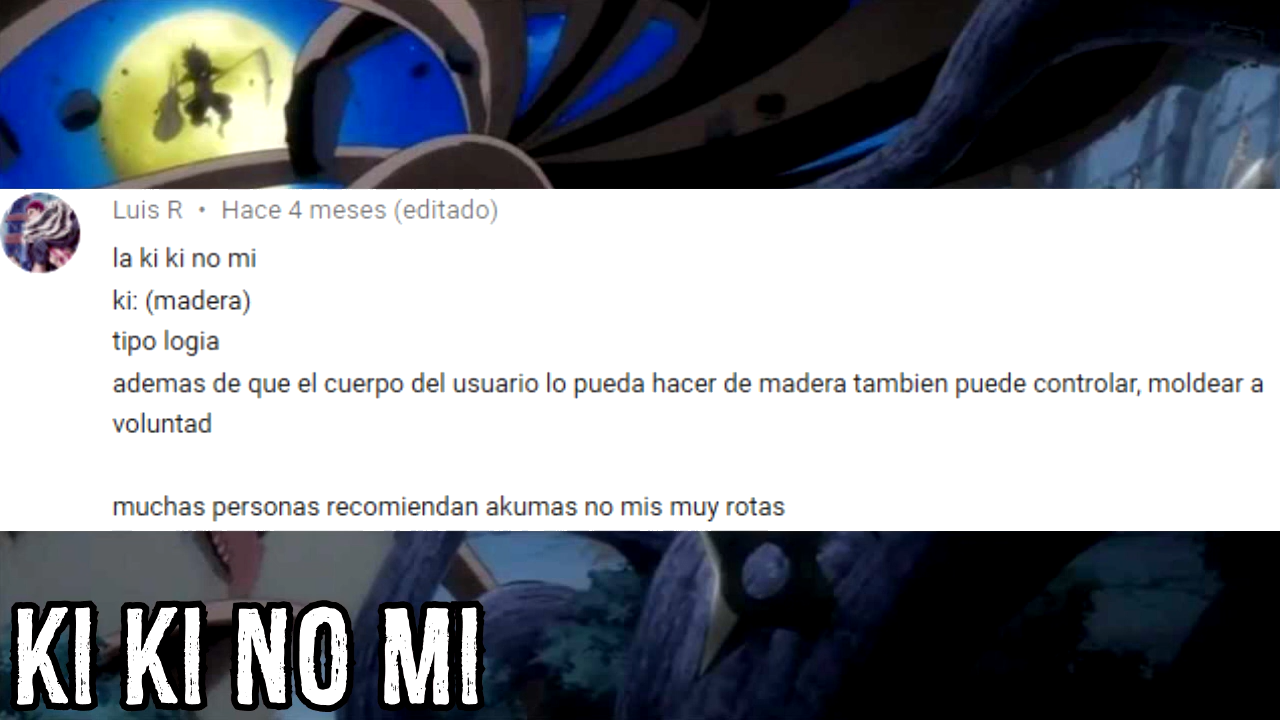 Luis R • Hace 4 meses (editado)
la ki ki no mi
ki: (madera)
tipo logia
ademas de que el cuerpo del usuario lo pueda hacer de madera tambien puede controlar, moldear a
voluntad
muchas personas recomiendan akumas no mis muy rotas
KI KI NO MI